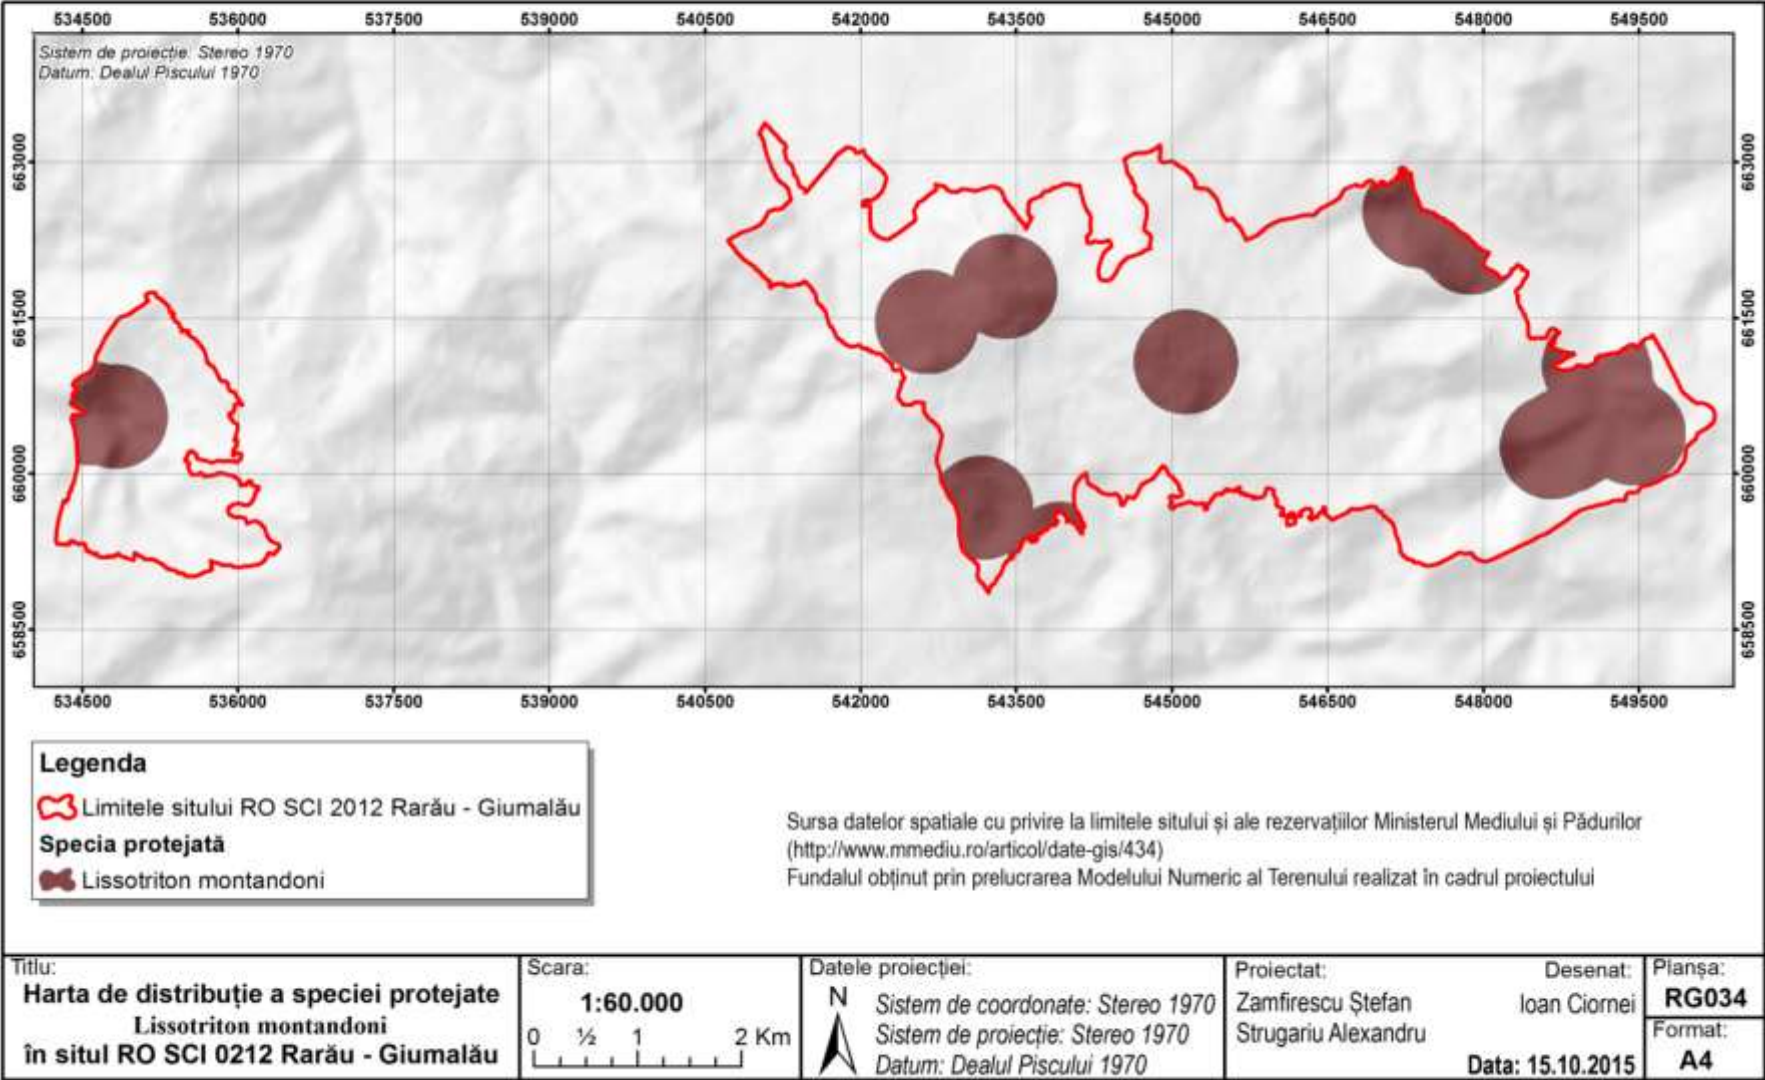 534500 536000 537500 539000 540500 542000 543500 545000 546500 548000 549500
Sistem de proiecție: Stereo 1970
Datum: Dealul Piscului 1970
663000 663000
661500 661500
660000 660000
658500 658500
534500 536000 537500 539000 540500 542000 543500 545000 546500 548000 549500
Legenda
Limitele sitului RO SCI 2012 Rarău - Giumalău
Specia protejată
Lissotriton montandoni
Sursa datelor spatiale cu privire la limitele sitului și ale rezervațiilor Ministerul Mediului și Pădurilor
(http://www.mmediu.ro/articol/date-gis/434)
Fundalul obținut prin prelucrarea Modelului Numeric al Terenului realizat în cadrul proiectului
Titlu:
Harta de distribuție a speciei protejate
Lissotriton montandoni
în situl RO SCI 0212 Rarău - Giumalău
Scara:
1:60.000
0 ½ 1 2 Km
Datele proiecției:
N
Sistem de coordonate: Stereo 1970
Sistem de proiecție: Stereo 1970
Datum: Dealul Piscului 1970
Proiectat:
Zamfirescu Ștefan
Strugariu Alexandru
Desenat:
Ioan Ciornei
Data: 15.10.2015
Planșa:
RG034
Format:
A4